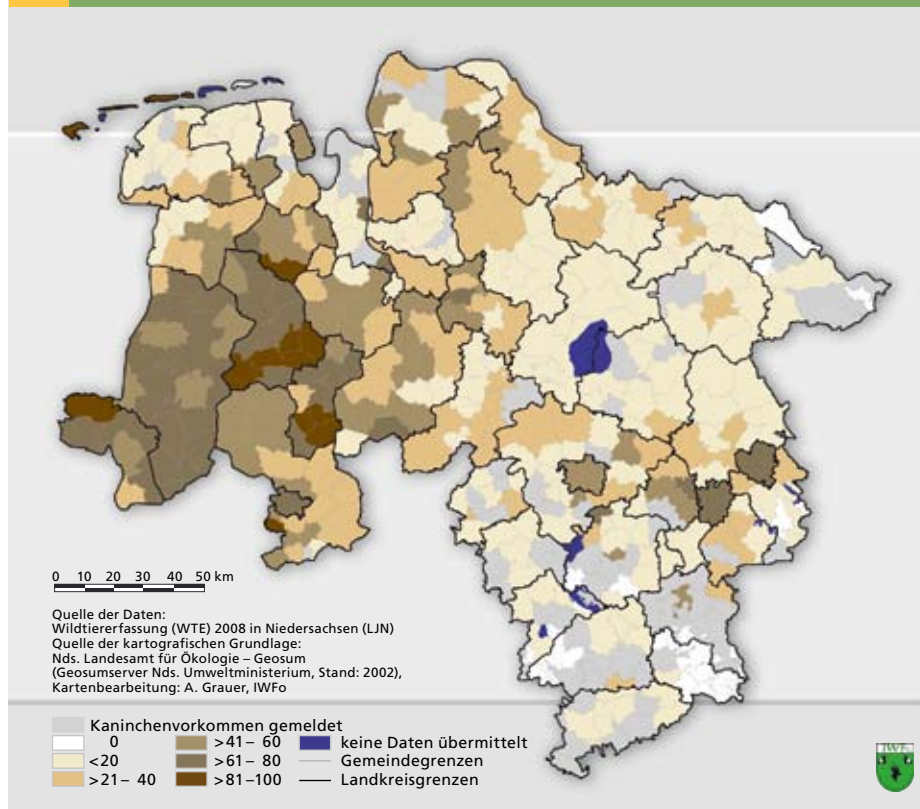 0 10 20 30 40 50 km
Quelle der Daten:
Wildtiererfassung (WTE) 2008 in Niedersachsen (LJN)
Quelle der kartografischen Grundlage:
Nds. Landesamt für Ökologie – Geosum
(Geosumserver Nds. Umweltministerium, Stand: 2002),
Kartenbearbeitung: A. Grauer, IWFo
Kaninchenvorkommen gemeldet
0 >41– 60 keine Daten übermittelt
<20 >61– 80 Gemeindegrenzen
>21– 40 >81–100 Landkreisgrenzen